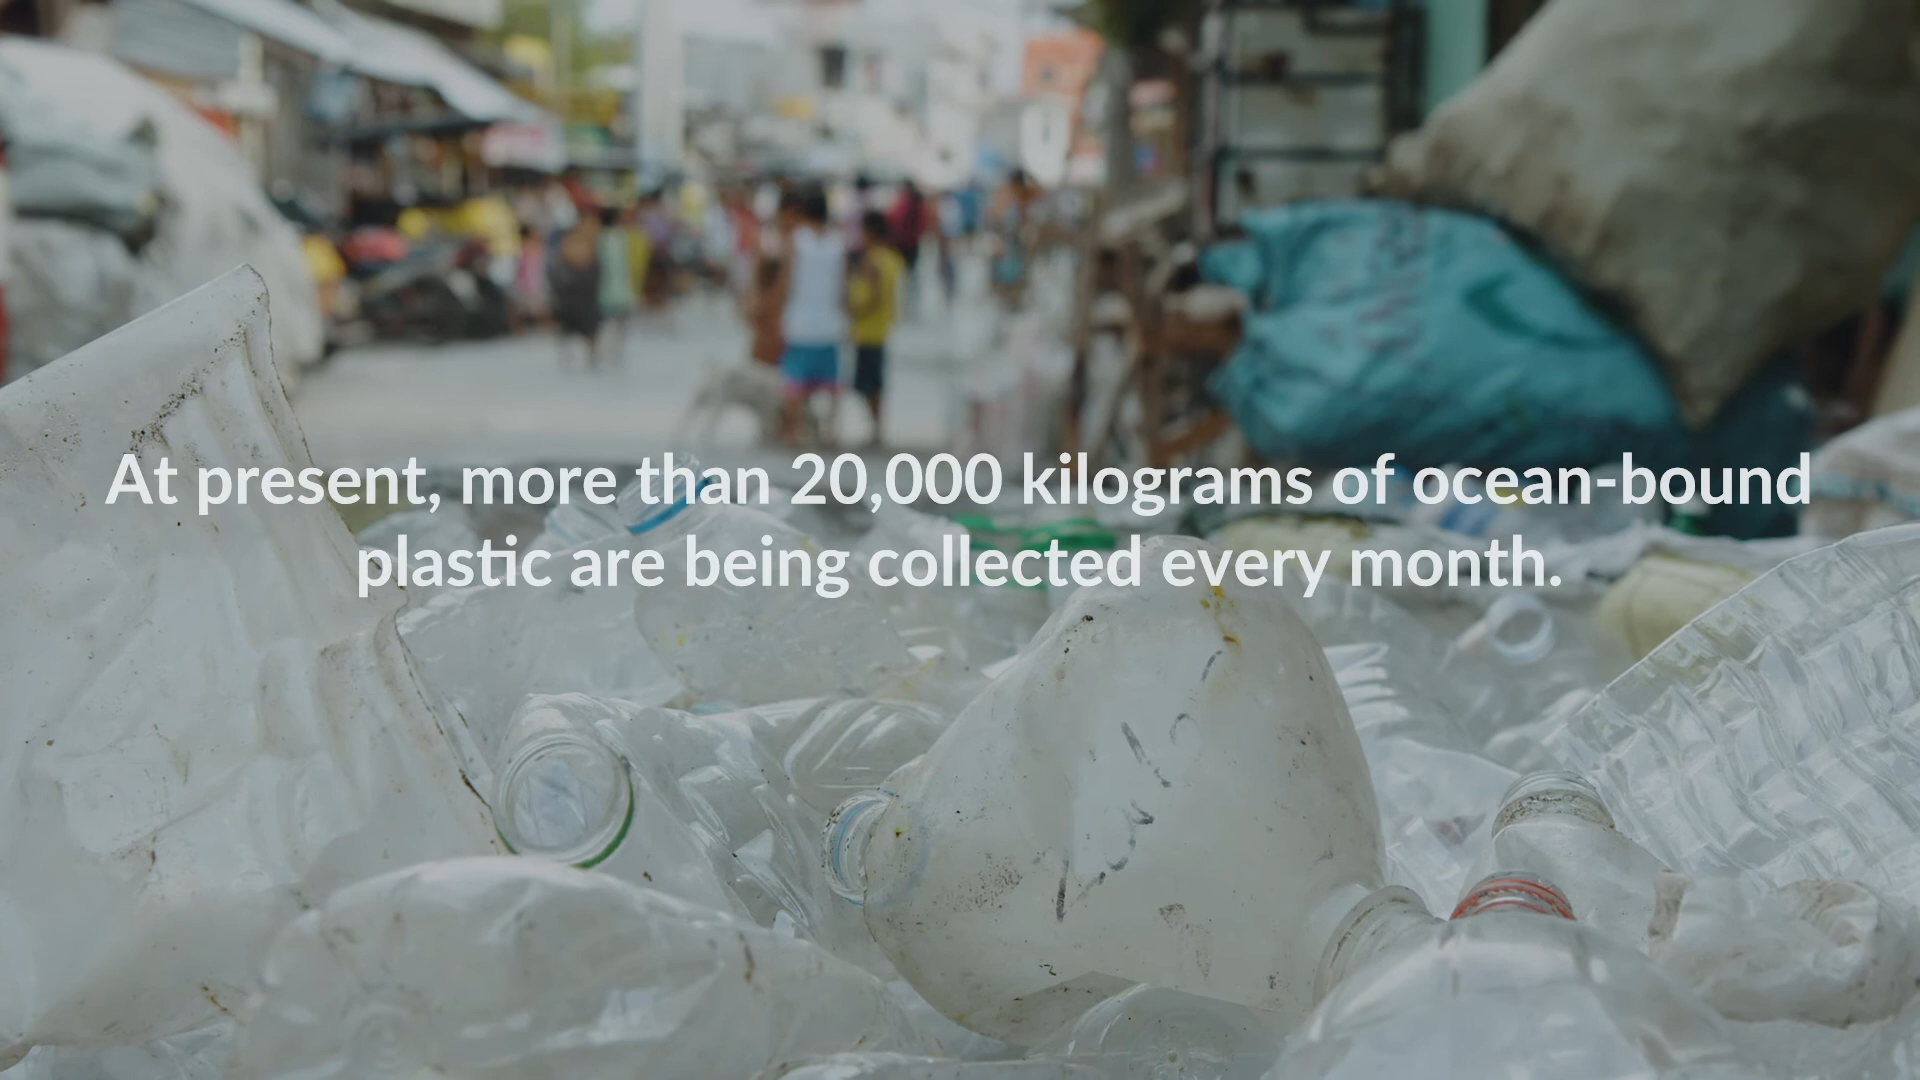 At present, more than 20,000 kilograms of ocean-bound
plastic are being collected every month.